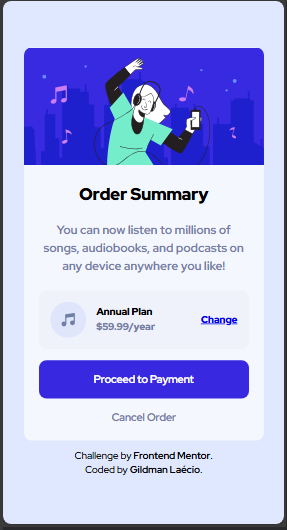 Order Summary
You can now listen to millions of
songs, audiobooks, and podcasts on
any device anywhere you like!
Annual Plan
$59.99/year
Change
Proceed to Payment
Cancel Order
Challenge by Frontend Mentor.
Coded by Gildman Laécio.